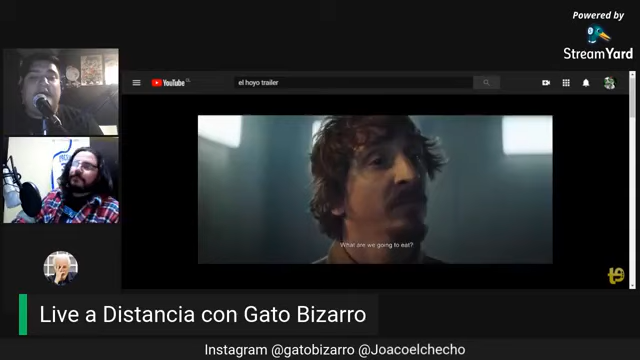 Powered by
StreamYard
YouTube
el hoyo trailer
What are we going to eat?
Live a Distancia con Gato Bizarro
Instagram @gatobizarro @Joacoelchecho